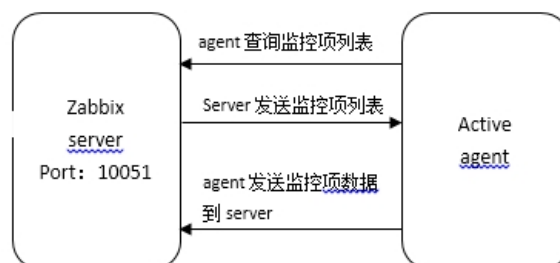 Zabbix
server
Port：10051
agent 查询监控项列表
Server 发送监控项列表
agent 发送监控项数据
到 server
Active
agent